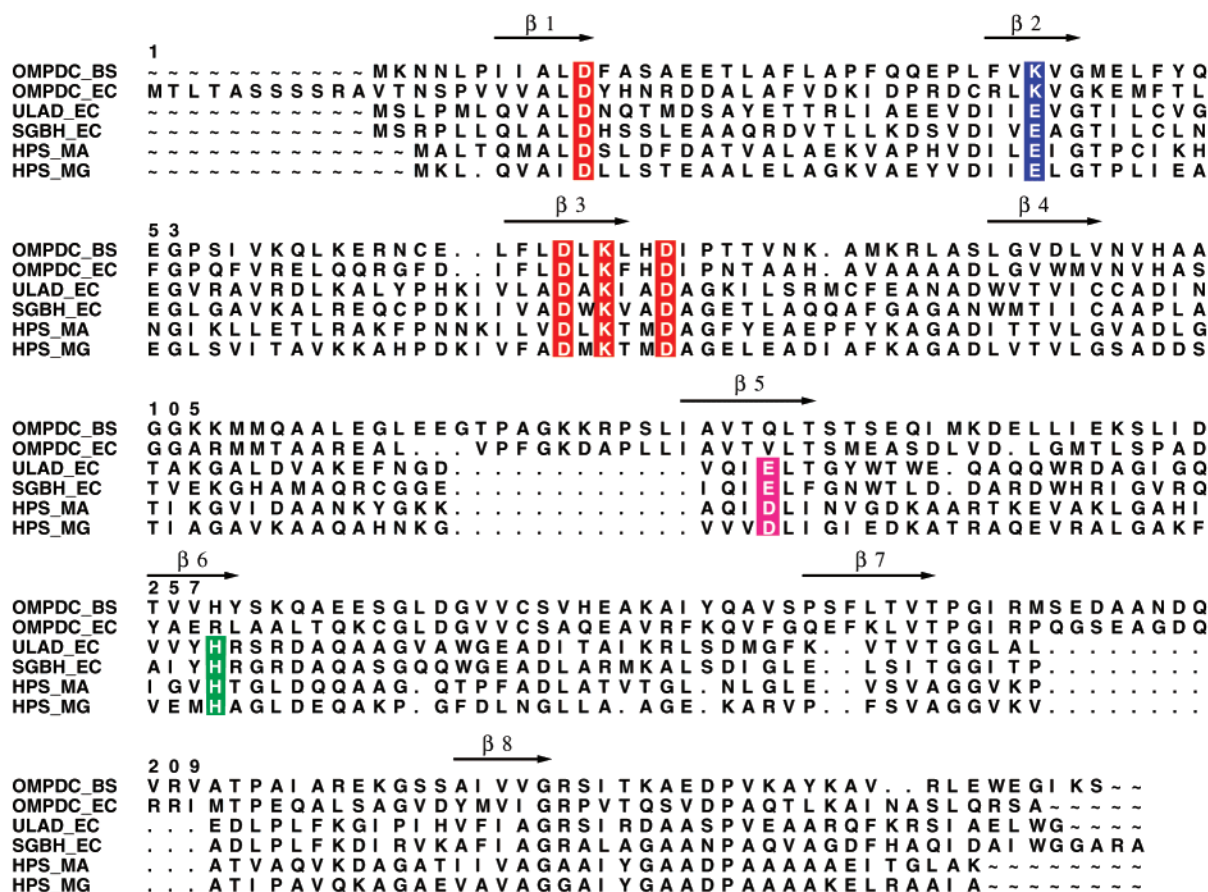 β 1 β 2
1
OMPDC_BS ~ ~ ~ ~ ~ ~ ~ ~ ~ ~ ~ M K N N L P I I A L D F A S A E E T L A F L A P F Q Q E P L F V K V G M E L F Y Q
OMPDC_EC M T L T A S S S S R A V T N S P V V V A L D Y H N R D D A L A F V D K I D P R D C R L K V G K E M F T L
ULAD_EC ~ ~ ~ ~ ~ ~ ~ ~ ~ ~ ~ M S L P M L Q V A L D N Q T M D S A Y E T T R L I A E E V D I I E V G T I L C V G
SGBH_EC ~ ~ ~ ~ ~ ~ ~ ~ ~ ~ ~ M S R P L L Q L A L D H S S L E A A Q R D V T L L K D S V D I V E A G T I L C L N
HPS_MA ~ ~ ~ ~ ~ ~ ~ ~ ~ ~ ~ ~ ~ M A L T Q M A L D S L D F D A T V A L A E K V A P H V D I L E I G T P C I K H
HPS_MG ~ ~ ~ ~ ~ ~ ~ ~ ~ ~ ~ ~ ~ M K L . Q V A I D L L S T E A A L E L A G K V A E Y V D I I E L G T P L I E A
β 3 β 4
5 3
OMPDC_BS E G P S I V K Q L K E R N C E . . L F L D L K L H D I P T T V N K . A M K R L A S L G V D L V N V H A A
OMPDC_EC F G P Q F V R E L Q Q R G F D . . I F L D L K F H D I P N T A A H . A V A A A A D L G V W M V N V H A S
ULAD_EC E G V R A V R D L K A L Y P H K I V L A D A K I A D A G K I L S R M C F E A N A D W V T V I C C A D I N
SGBH_EC E G L G A V K A L R E Q C P D K I I V A D W K V A D A G E T L A Q Q A F G A G A N W M T I I C A A P L A
HPS_MA N G I K L L E T L R A K F P N N K I L V D L K T M D A G F Y E A E P F Y K A G A D I T T V L G V A D L G
HPS_MG E G L S V I T A V K K A H P D K I V F A D M K T M D A G E L E A D I A F K A G A D L V T V L G S A D D S
β 5
1 0 5
OMPDC_BS G G K K M M Q A A L E G L E E G T P A G K K R P S L I A V T Q L T S T S E Q I M K D E L L I E K S L I D
OMPDC_EC G G A R M M T A A R E A L . . V P F G K D A P L L I A V T V L T S M E A S D L V D . L G M T L S P A D
ULAD_EC T A K G A L D V A K E F N G D . . . . . . . . . . . . V Q I E L T G Y W T W E . Q A Q Q W R D A G I G Q
SGBH_EC T V E K G H A M A Q R C G G E . . . . . . . . . . . . I Q I E L F G N W T L D . D A R D W H R I G V R Q
HPS_MA T I K G V I D A A N K Y G K K . . . . . . . . . . . . A Q I D L I N V G D K A A R T K E V A K L G A H I
HPS_MG T I A G A V K A A Q A H N K G . . . . . . . . . . . . V V V D L I G I E D K A T R A Q E V R A L G A K F
β 6 β 7
2 5 7
OMPDC_BS T V V H Y S K Q A E E S G L D G V V C S V H E A K A I Y Q A V S P S F L T V T P G I R M S E D A A N D Q
OMPDC_EC Y A E R L A A L T Q K C G L D G V V C S A Q E A V R F K Q V F G Q E F K L V T P G I R P Q G S E A G D Q
ULAD_EC V V Y H R S R D A Q A A G V A W G E A D I T A I K R L S D M G F K . . V T V T G G L A L . . . . . . . .
SGBH_EC A I Y H R G R D A Q A S G Q Q W G E A D L A R M K A L S D I G L E . . L S I T G G I T P . . . . . . . .
HPS_MA I G V H T G L D Q Q A A G . Q T P F A D L A T V T G L . N L G L E . . V S V A G G V K P . . . . . . . .
HPS_MG V E M H A G L D E Q A K P . G F D L N G L L A . A G E . K A R V P . . F S V A G G V K V . . . . . . . .
β 8
2 0 9
OMPDC_BS V R V A T P A I A R E K G S S A I V V G R S I T K A E D P V K A Y K A V . . R L E W E G I K S ~ ~
OMPDC_EC R R I M T P E Q A L S A G V D Y M V I G R P V T Q S V D P A Q T L K A I N A S L Q R S A ~ ~ ~ ~ ~
ULAD_EC . . . E D L P L F K G I P I H V F I A G R S I R D A A S P V E A A R Q F K R S I A E L W G ~ ~ ~ ~
SGBH_EC . . . A D L P L F K D I R V K A F I A G R A L A G A A N P A Q V A G D F H A Q I D A I W G G A R A
HPS_MA . . . A T V A Q V K D A G A T I I V A G A A I Y G A A D P A A A A A E I T G L A K ~ ~ ~ ~ ~ ~ ~ ~
HPS_MG . . . A T I P A V Q K A G A E V A V A G G A I Y G A A D P A A A A K E L R A A I A ~ ~ ~ ~ ~ ~ ~ ~